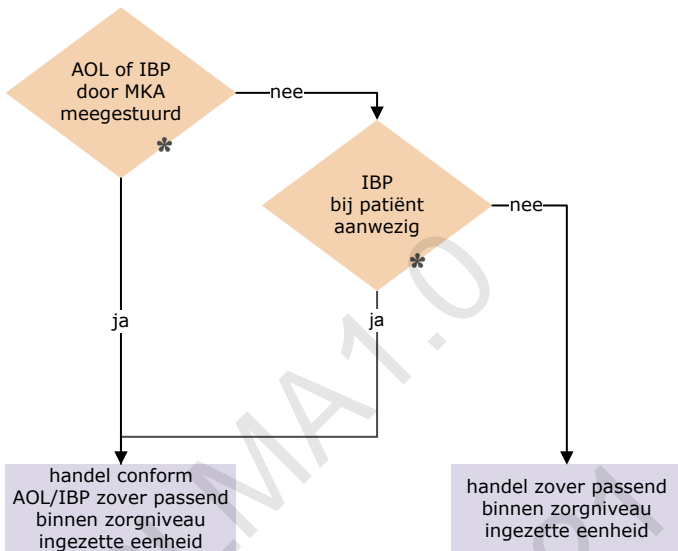 AOL of IBP
door MKA
meegestuurd
*
nee
IBP
bij patiënt
aanwezig
*
nee
ja
ja
handel conform
AOL/IBP zover passend
binnen zorgniveau
ingezette eenheid
handel zover passend
binnen zorgniveau
ingezette eenheid